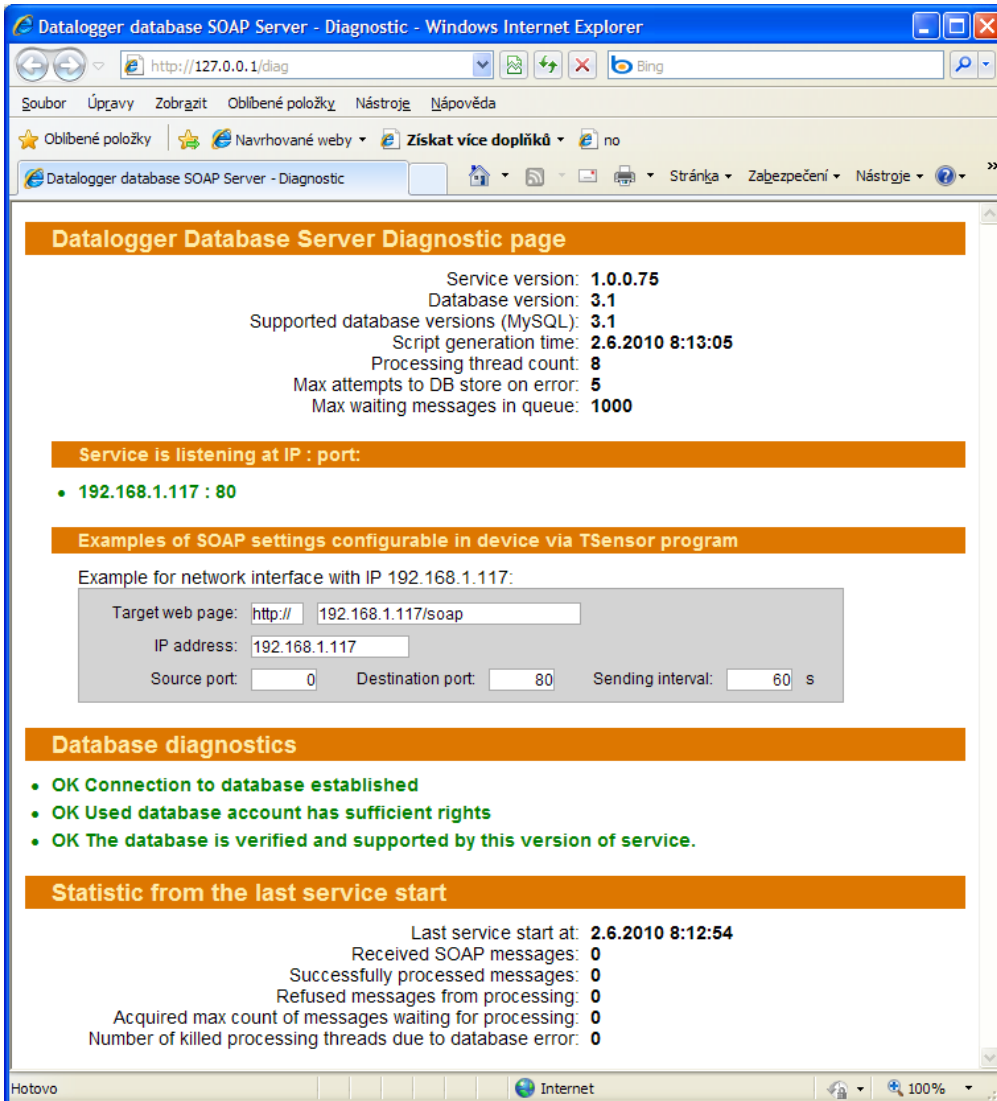 Datalogger database SOAP Server - Diagnostic - Windows Internet Explorer
http://127.0.0.1/diag
Bing
Soubor Úpravy Zobrazit Oblíbené položky Nástroje Nápověda
Oblíbené položky Navrhované weby Získat více doplňků no
Datalogger database SOAP Server - Diagnostic Stránka Zabezpečení Nástroje »
Datalogger Database Server Diagnostic page
Service version: 1.0.0.75
Database version: 3.1
Supported database versions (MySQL): 3.1
Script generation time: 2.6.2010 8:13:05
Processing thread count: 8
Max attempts to DB store on error: 5
Max waiting messages in queue: 1000
Service is listening at IP : port:
• 192.168.1.117 : 80
Examples of SOAP settings configurable in device via TSensor program
Example for network interface with IP 192.168.1.117:
Target web page: http:// 192.168.1.117/soap
IP address: 192.168.1.117
Source port: 0 Destination port: 80 Sending interval: 60 s
Database diagnostics
• OK Connection to database established
• OK Used database account has sufficient rights
• OK The database is verified and supported by this version of service.
Statistic from the last service start
Last service start at: 2.6.2010 8:12:54
Received SOAP messages: 0
Successfully processed messages: 0
Refused messages from processing: 0
Acquired max count of messages waiting for processing: 0
Number of killed processing threads due to database error: 0
Hotovo Internet 100%